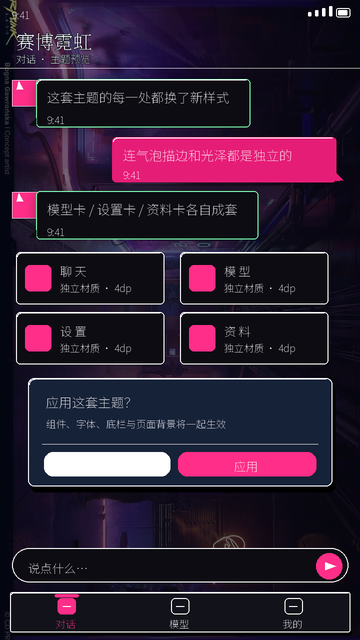 9:41
赛博霓虹
对话 · 主题预览
Bogna Gawrońska | Concept artist
这套主题的每一处都换了新样式
9:41
连气泡描边和光泽都是独立的
9:41
模型卡 / 设置卡 / 资料卡各自成套
9:41
聊天
独立材质 · 4dp
模型
独立材质 · 4dp
设置
独立材质 · 4dp
资料
独立材质 · 4dp
应用这套主题?
组件、字体、底栏与页面背景将一起生效
应用
说点什么…
对话
模型
我的